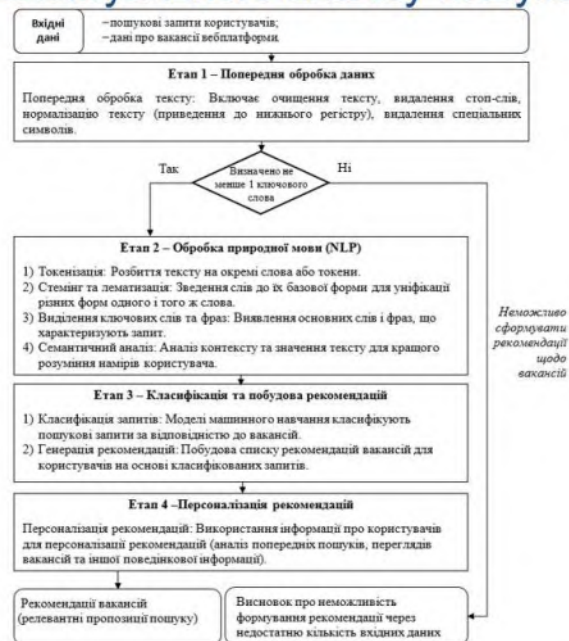 Вхідні
дані
–пошукові запити користувачів;
–дані про вакансії вебплатформи.
Етап 1 – Попередня обробка даних
Попередня обробка тексту: Включає очищення тексту, видалення стоп-слів,
нормалізацію тексту (приведення до нижнього регістру), видалення спеціальних
символів.
Так
Визначено не
менше 1 ключового
слова
Ні
Етап 2 – Обробка природної мови (NLP)
1) Токенізація: Розбиття тексту на окремі слова або токени.
2) Стемінг та лематизація: Зведення слів до їх базової форми для уніфікації
різних форм одного і того ж слова.
3) Виділення ключових слів та фраз: Виявлення основних слів і фраз, що
характеризують запит.
4) Семантичний аналіз: Аналіз контексту та значення тексту для кращого
розуміння намірів користувача.
Неможливо
сформувати
рекомендації
щодо
вакансій
Етап 3 – Класифікація та побудова рекомендацій
1) Класифікація запитів: Моделі машинного навчання класифікують
пошукові запити за відповідністю до вакансій.
2) Генерація рекомендацій: Побудова списку рекомендацій вакансій для
користувачів на основі класифікованих запитів.
Етап 4 –Персоналізація рекомендацій
Персоналізація рекомендацій: Використання інформації про користувачів
для персоналізації рекомендацій (аналіз попередніх пошуків, переглядів
вакансій та іншої поведінкової інформації).
Рекомендації вакансій
(релевантні пропозиції пошуку)
Висновок про неможливість
формування рекомендації через
недостатню кількість вхідних даних